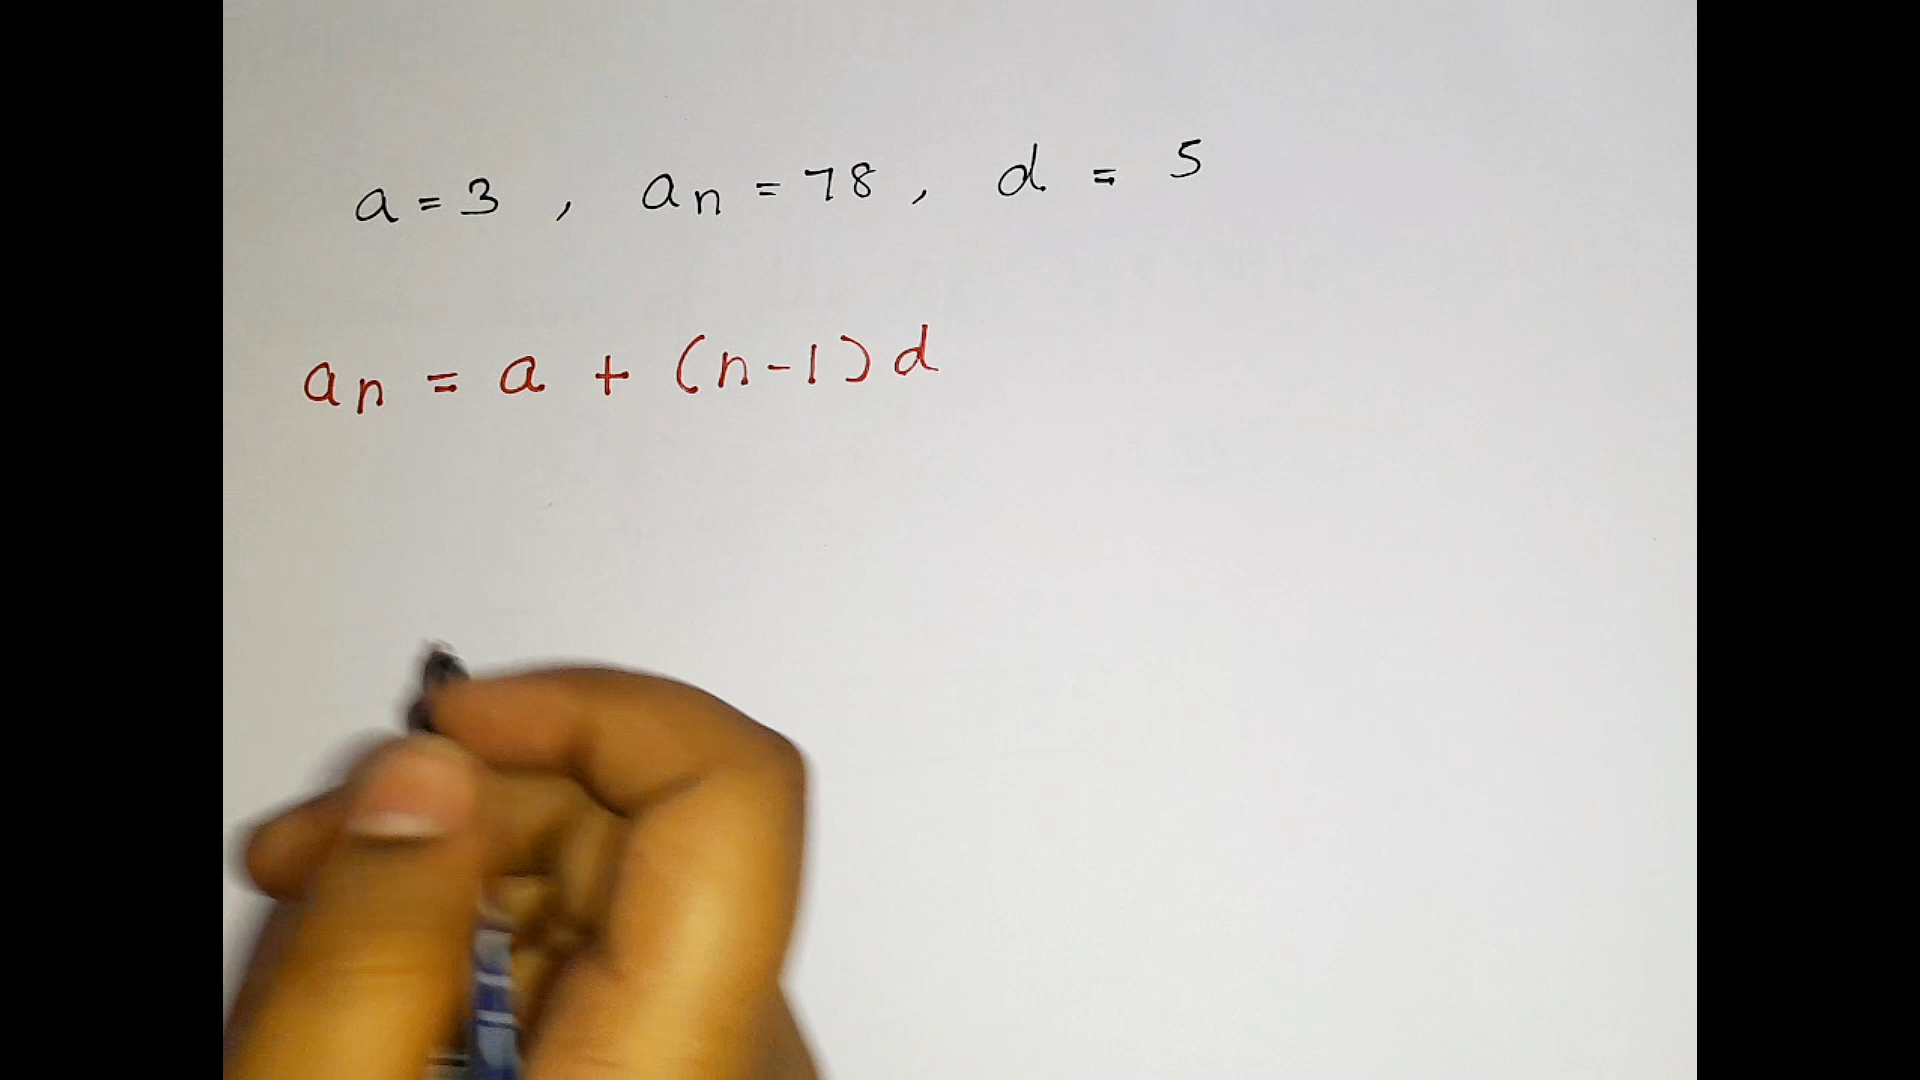 a = 3 , an = 78 , d = 5
an = a + (n-1)d